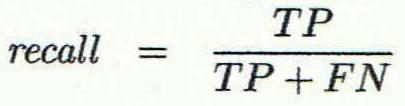 recall = TP / TP + FN